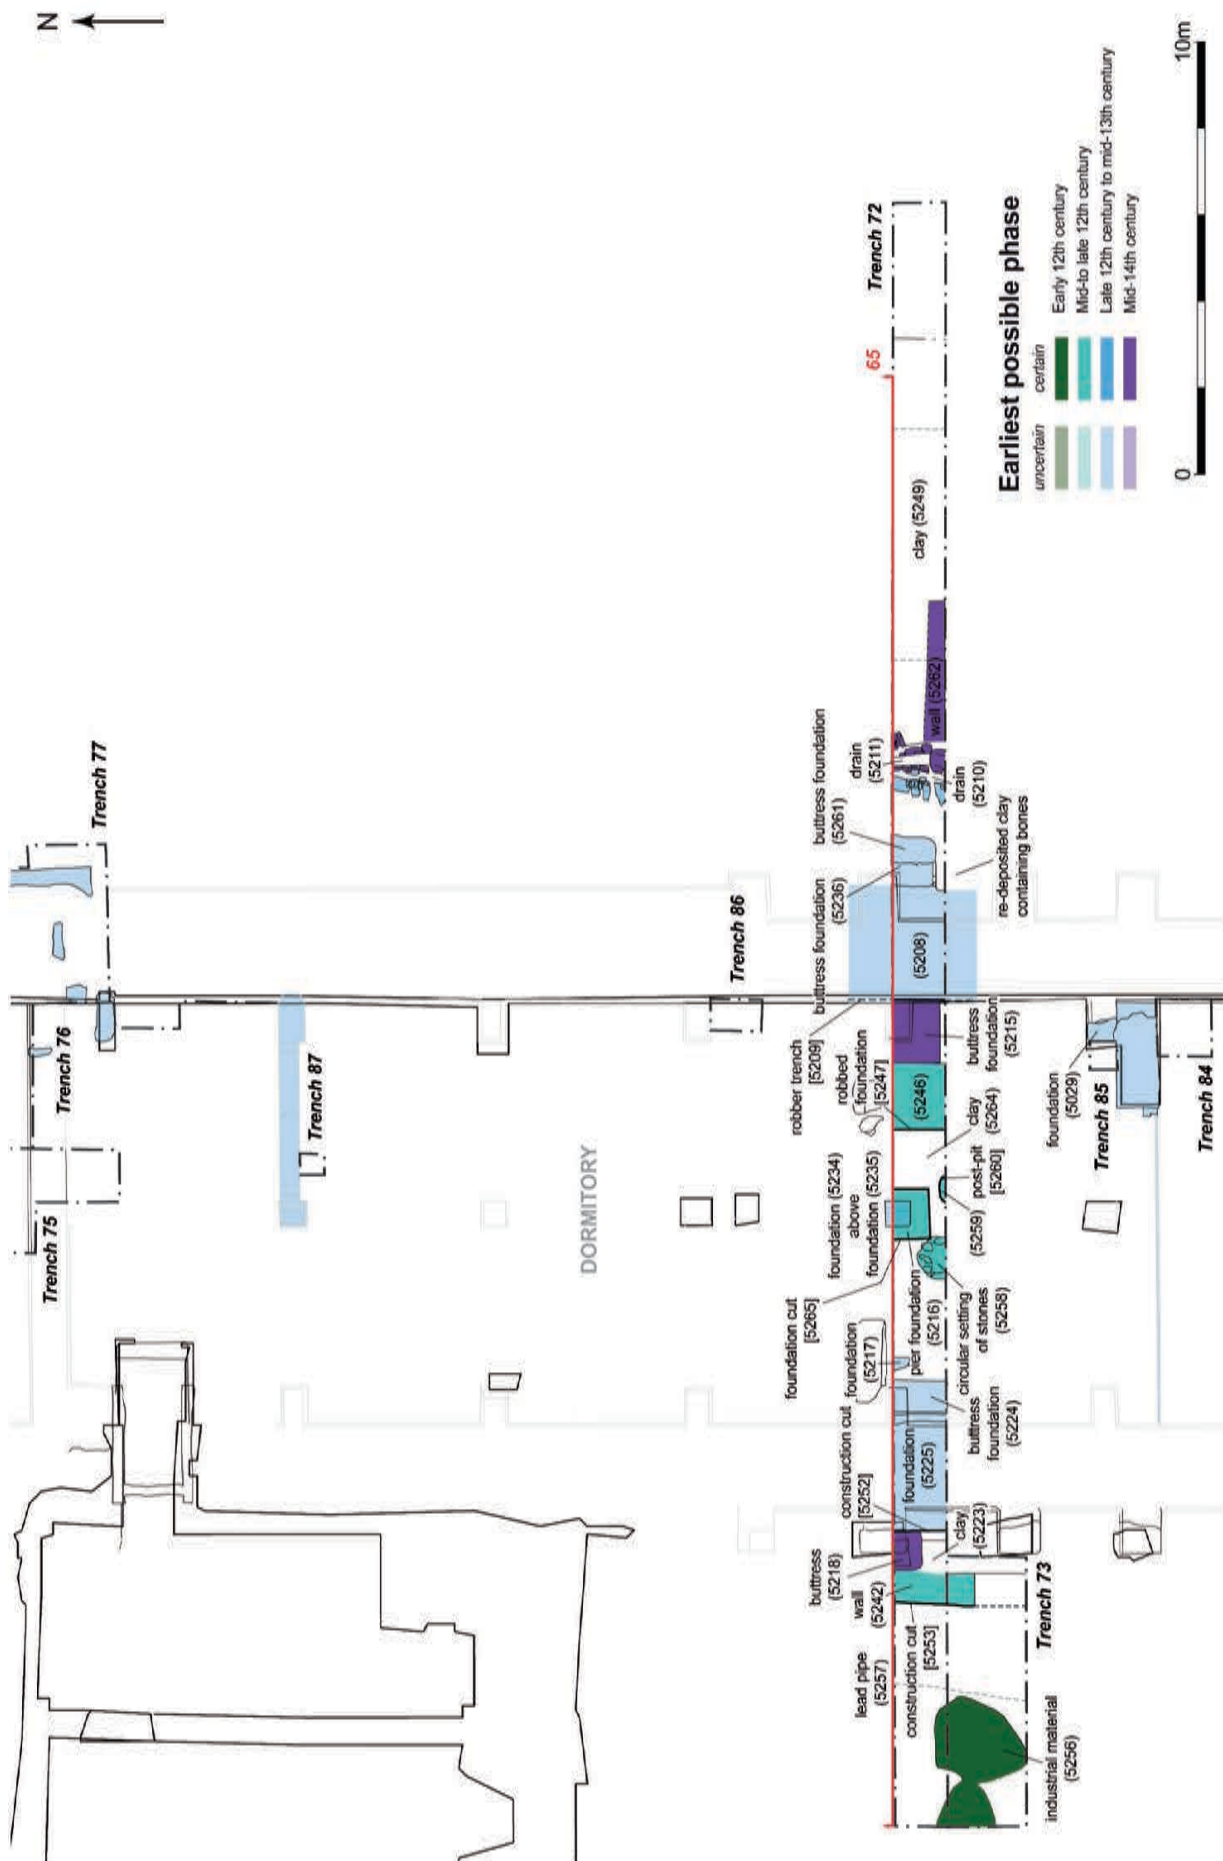 N
Trench 77
Trench 76
Trench 75
Trench 87
DORMITORY
Trench 86
Trench 72
65
clay (5249)
wall (5262)
drain
(5211)
drain
(5210)
buttress foundation
(5261)
buttress foundation
(5236)
re-deposited clay
containing bones
(5208)
robber trench
[5209]
buttress
foundation
(5215)
robbed
foundation
[5247]
(5246)
clay
(5264)
foundation (5234)
above
foundation (5235)
post-pit
[5260]
(5259)
foundation cut
[5265]
pier foundation
(5216)
circular setting
of stones
(5258)
foundation
(5217)
buttress
foundation
(5224)
construction cut
[5252]
foundation
(5225)
clay
(5223)
buttress
(5218)
wall
(5242)
construction cut
[5253]
lead pipe
(5257)
industrial material
(5256)
Trench 73
foundation
(5029)
Trench 85
Trench 84
Earliest possible phase
uncertain certain
Early 12th century
Mid-to late 12th century
Late 12th century to mid-13th century
Mid-14th century
0 10m